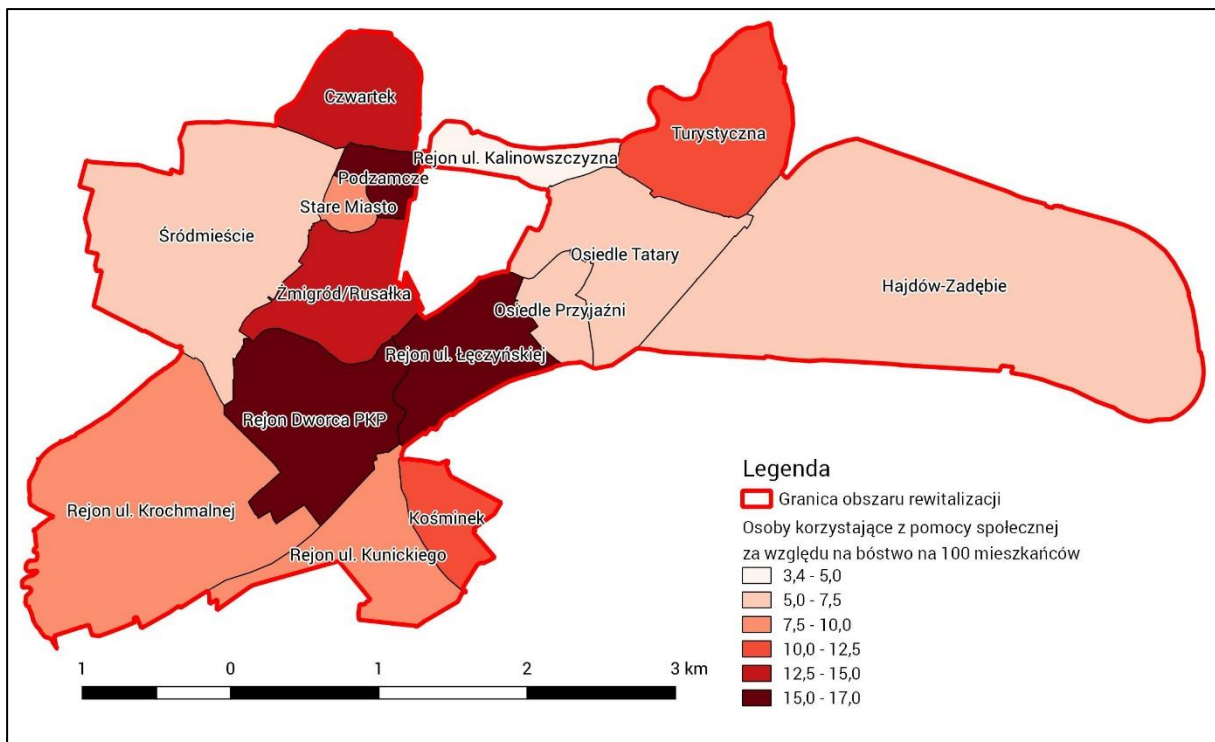 Czwartek
Turystyczna
Rejon ul. Kalinowszczyzna
Podzamcze
Stare Miasto
Śródmieście
Osiedle Tatary
Hajdów-Zadębie
Żmigród/Rusałka
Osiedle Przyjaźni
Rejon ul. Łęczyńskiej
Rejon Dworca PKP
Rejon ul. Krochmalnej
Kośminek
Rejon ul. Kunickiego
Legenda
Granica obszaru rewitalizacji
Osoby korzystające z pomocy społecznej
za względu na bóstwo na 100 mieszkańców
3,4 - 5,0
5,0 - 7,5
7,5 - 10,0
10,0 - 12,5
12,5 - 15,0
15,0 - 17,0
1 0 1 2 3 km